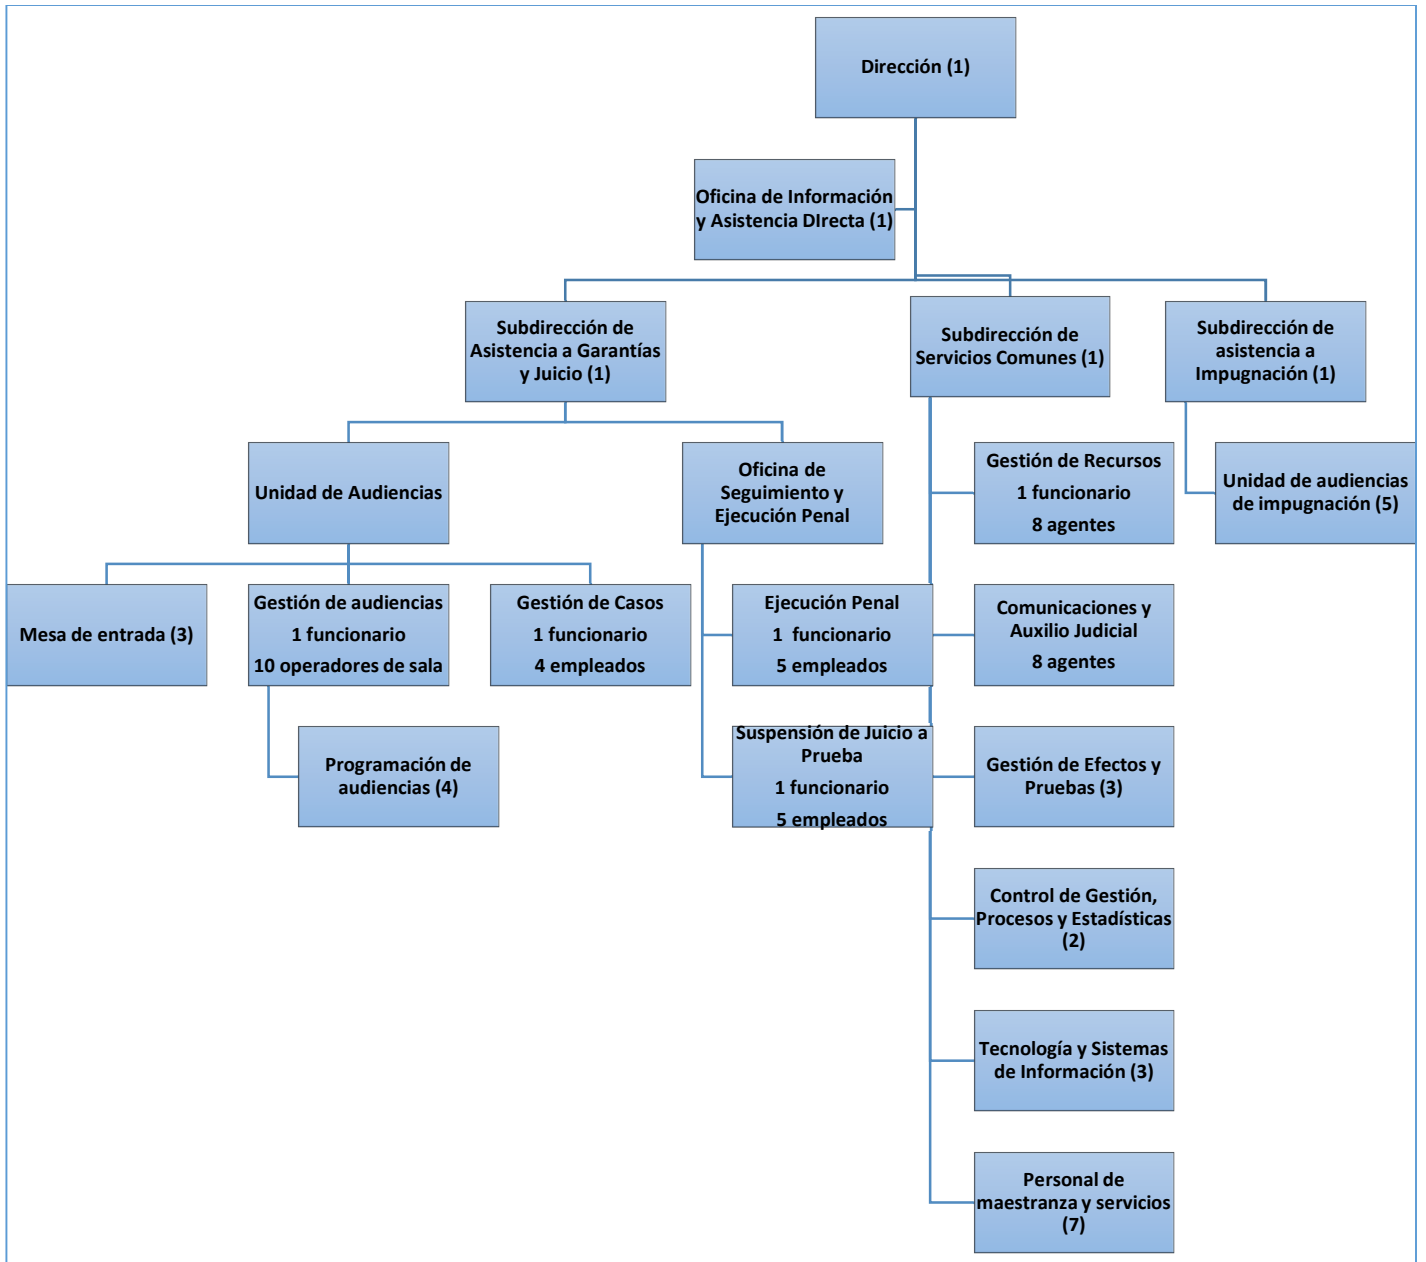 Dirección (1)
Oficina de Información
y Asistencia DIrecta (1)
Subdirección de
Asistencia a Garantías
y Juicio (1)
Subdirección de
Servicios Comunes (1)
Subdirección de
asistencia a
Impugnación (1)
Unidad de Audiencias
Oficina de
Seguimiento y
Ejecución Penal
Gestión de Recursos
1 funcionario
8 agentes
Unidad de audiencias
de impugnación (5)
Mesa de entrada (3)
Gestión de audiencias
1 funcionario
10 operadores de sala
Gestión de Casos
1 funcionario
4 empleados
Ejecución Penal
1 funcionario
5 empleados
Comunicaciones y
Auxilio Judicial
8 agentes
Programación de
audiencias (4)
Suspensión de Juicio a
Prueba
1 funcionario
5 empleados
Gestión de Efectos y
Pruebas (3)
Control de Gestión,
Procesos y Estadísticas
(2)
Tecnología y Sistemas
de Información (3)
Personal de
maestranza y servicios
(7)